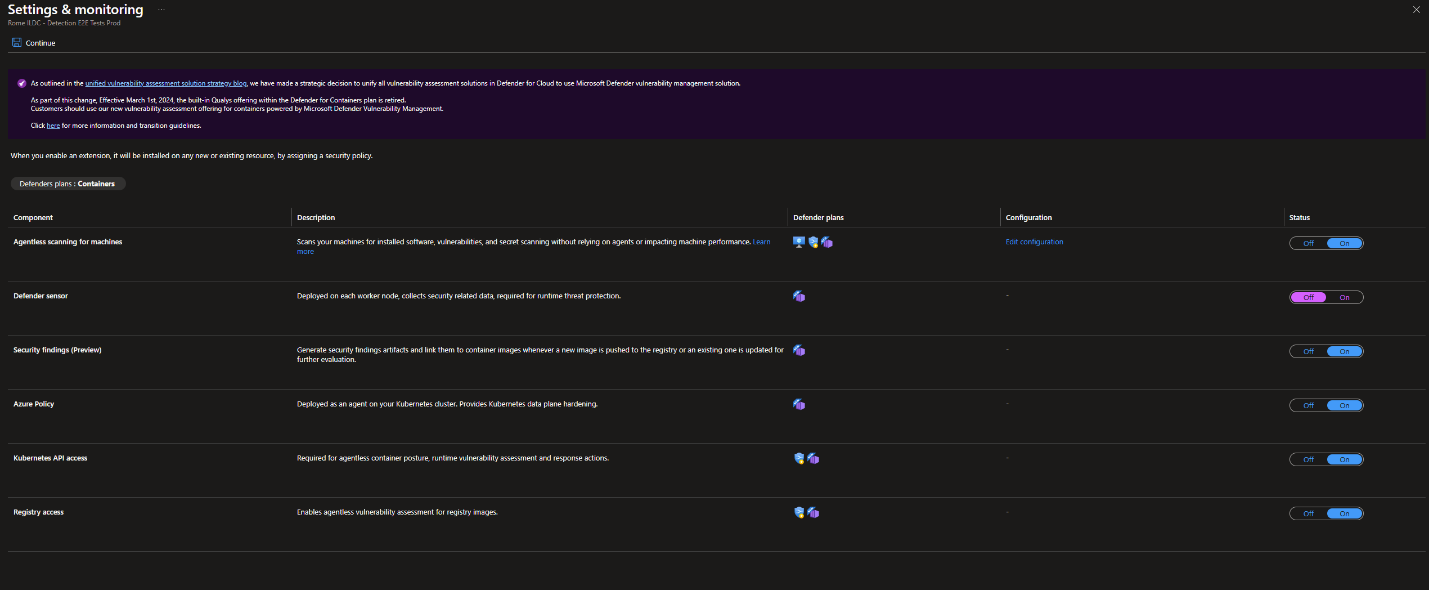 Settings & monitoring ...
Rome ILDC - Detection E2E Tests Prod
Continue
As outlined in the unified vulnerability assessment solution strategy blog, we have made a strategic decision to unify all vulnerability assessment solutions in Defender for Cloud to use Microsoft Defender vulnerability management solution.
As part of this change, Effective March 1st, 2024, the built-in Qualys offering within the Defender for Containers plan is retired.
Customers should use our new vulnerability assessment offering for containers powered by Microsoft Defender Vulnerability Management.
Click here for more information and transition guidelines.
When you enable an extension, it will be installed on any new or existing resource, by assigning a security policy.
Defenders plans : Containers
Component Description Defender plans Configuration Status
Agentless scanning for machines Scans your machines for installed software, vulnerabilities, and secret scanning without relying on agents or impacting machine performance. Learn Edit configuration Off On
more
Defender sensor Deployed on each worker node, collects security related data, required for runtime threat protection. - Off On
Security findings (Preview) Generate security findings artifacts and link them to container images whenever a new image is pushed to the registry or an existing one is updated for - Off On
further evaluation.
Azure Policy Deployed as an agent on your Kubernetes cluster. Provides Kubernetes data plane hardening. - Off On
Kubernetes API access Required for agentless container posture, runtime vulnerability assessment and response actions. - Off On
Registry access Enables agentless vulnerability assessment for registry images. - Off On